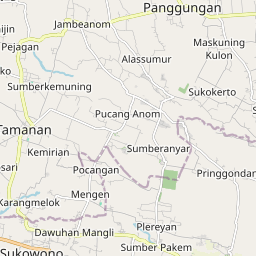 Panggungan
Jambeanom
Pejagan
Maskuning
Kulon
Alassumur
Sumberkemuning
Sukokerto
Pucang Anom
Tamanan
Kemirian
Sumberanyar
Pocangan
Mengen
Karangmelok
Plereyan
Dawuhan Mangli
Sumber Pakem
Sukowono